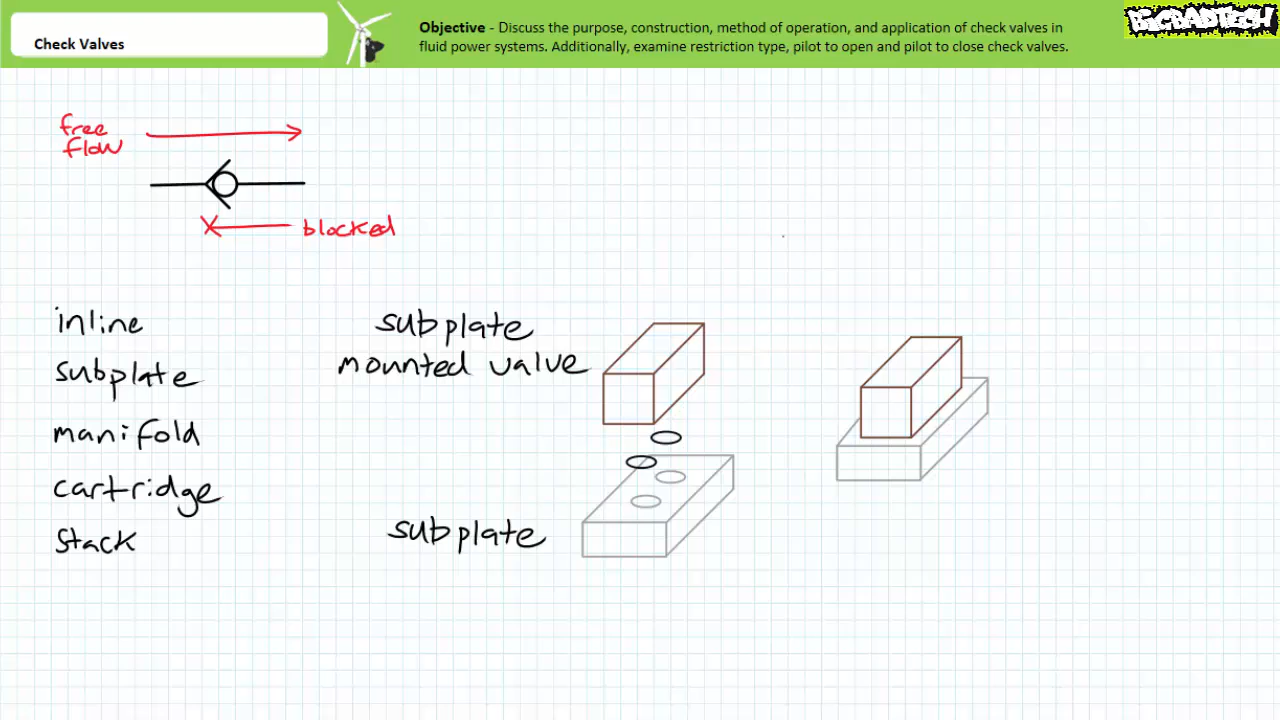 Check Valves
Objective - Discuss the purpose, construction, method of operation, and application of check valves in
fluid power systems. Additionally, examine restriction type, pilot to open and pilot to close check valves.
BIGBADTECH
free
flow
blocked
inline
subplate
manifold
cartridge
stack
subplate
mounted valve
subplate